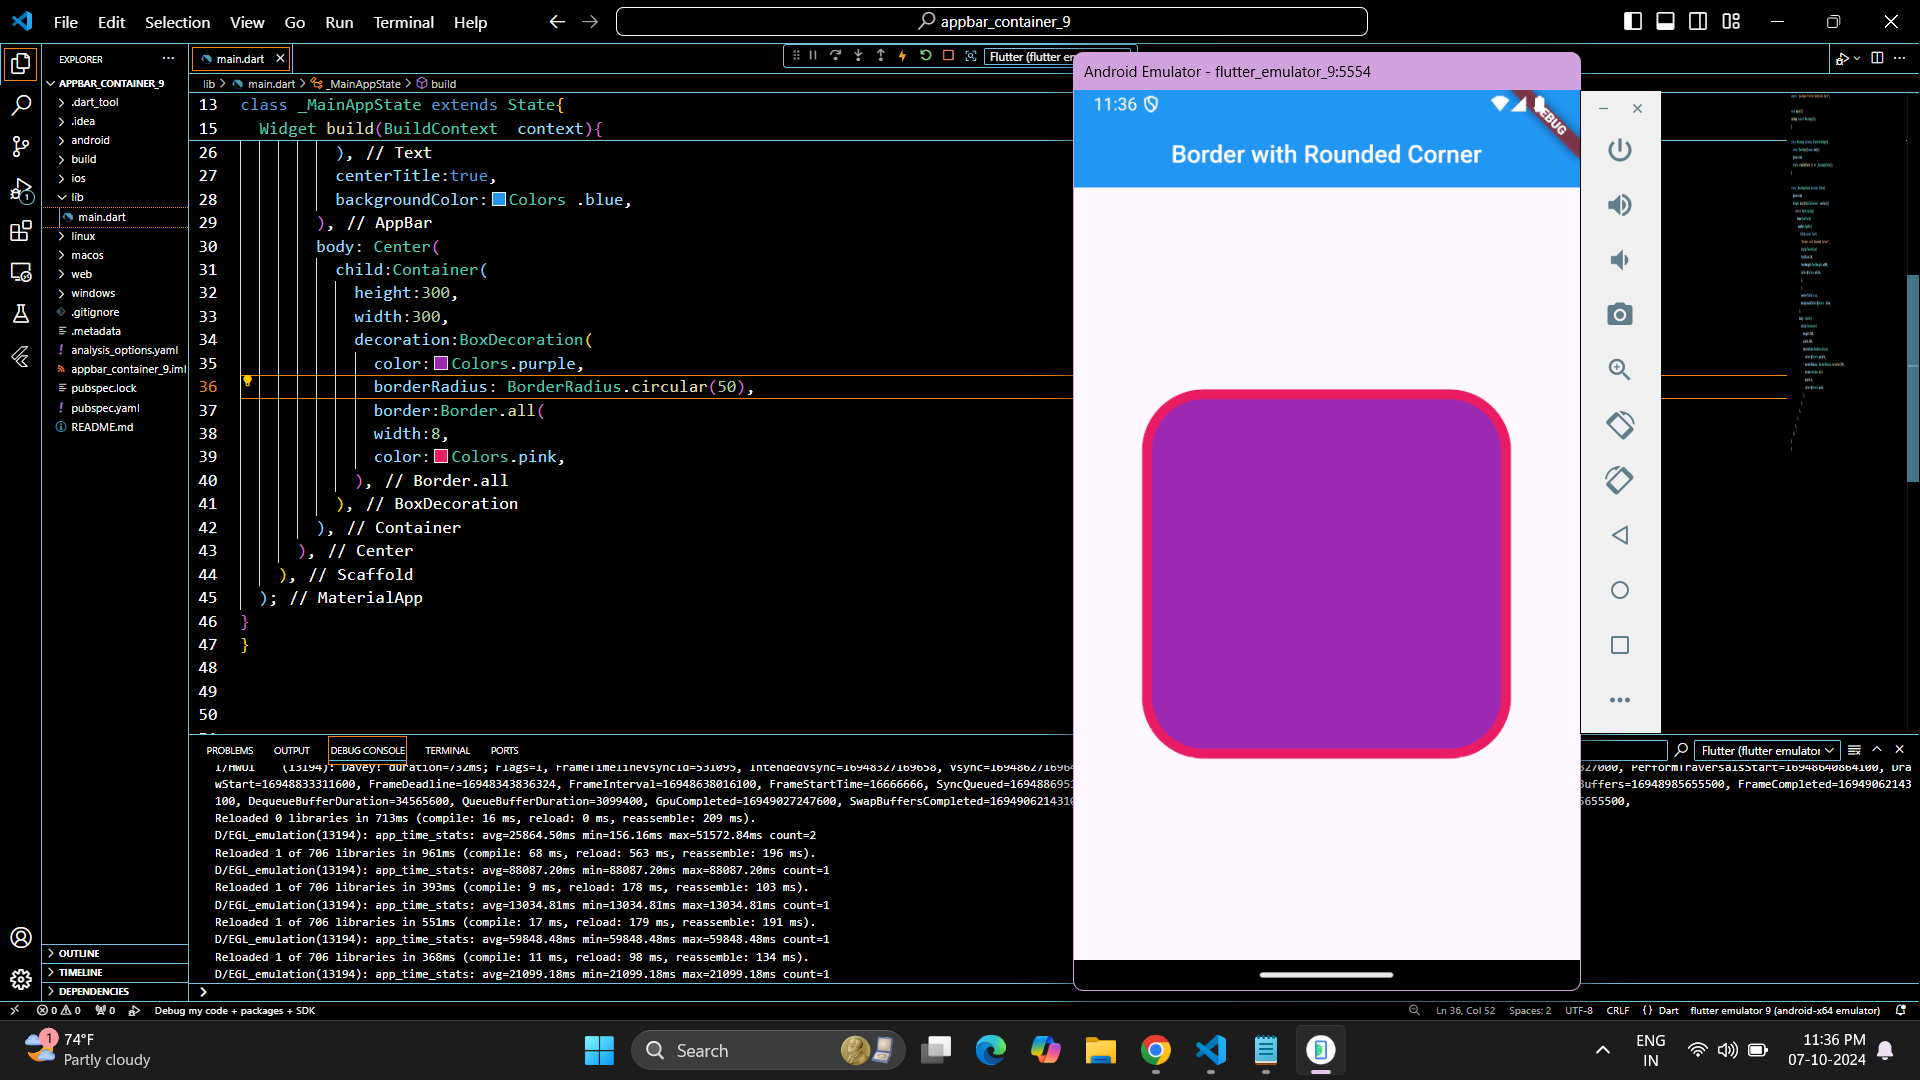 File Edit Selection View Go Run Terminal Help
appbar_container_9
EXPLORER
APPBAR_CONTAINER_9
.dart_tool
.idea
android
build
ios
lib
main.dart
linux
macos
web
windows
.gitignore
.metadata
analysis_options.yaml
appbar_container_9.iml
pubspec.lock
pubspec.yaml
README.md
OUTLINE
TIMELINE
DEPENDENCIES
main.dart
Flutter (flutter en
lib > main.dart > _MainAppState > build
13 class _MainAppState extends State{
15 Widget build(BuildContext context){
26 ), // Text
27 centerTitle:true,
28 backgroundColor: Colors .blue,
29 ), // AppBar
30 body: Center(
31 child:Container(
32 height:300,
33 width:300,
34 decoration:BoxDecoration(
35 color: Colors.purple,
36 borderRadius: BorderRadius.circular(50),
37 border:Border.all(
38 width:8,
39 color: Colors.pink,
40 ), // Border.all
41 ), // BoxDecoration
42 ), // Container
43 ), // Center
44 ), // Scaffold
45 ); // MaterialApp
46 }
47 }
48
49
50
Android Emulator - flutter_emulator_9:5554
11:36
DEBUG
Border with Rounded Corner
PROBLEMS OUTPUT DEBUG CONSOLE TERMINAL PORTS
Flutter (flutter emulator
I/HWUI (13194): Davey! duration=732ms; Flags=1, FrameTimelineVsyncId=531095, IntendedVsync=16948327169658, Vsync=1694862716964 827000, PerformTraversalsStart=16948640864100, Dra
wStart=16948833311600, FrameDeadline=16948343836324, FrameInterval=16948638016100, FrameStartTime=16666666, SyncQueued=1694886951 Buffers=16948985655500, FrameCompleted=16949062143
100, DequeueBufferDuration=34565600, QueueBufferDuration=3099400, GpuCompleted=16949027247600, SwapBuffersCompleted=1694906214310 5655500,
Reloaded 0 libraries in 713ms (compile: 16 ms, reload: 0 ms, reassemble: 209 ms).
D/EGL_emulation(13194): app_time_stats: avg=25864.50ms min=156.16ms max=51572.84ms count=2
Reloaded 1 of 706 libraries in 961ms (compile: 68 ms, reload: 563 ms, reassemble: 196 ms).
D/EGL_emulation(13194): app_time_stats: avg=88087.20ms min=88087.20ms max=88087.20ms count=1
Reloaded 1 of 706 libraries in 393ms (compile: 9 ms, reload: 178 ms, reassemble: 103 ms).
D/EGL_emulation(13194): app_time_stats: avg=13034.81ms min=13034.81ms max=13034.81ms count=1
Reloaded 1 of 706 libraries in 551ms (compile: 17 ms, reload: 179 ms, reassemble: 191 ms).
D/EGL_emulation(13194): app_time_stats: avg=59848.48ms min=59848.48ms max=59848.48ms count=1
Reloaded 1 of 706 libraries in 368ms (compile: 11 ms, reload: 98 ms, reassemble: 134 ms).
D/EGL_emulation(13194): app_time_stats: avg=21099.18ms min=21099.18ms max=21099.18ms count=1
0 0 0 Debug my code + packages + SDK
Ln 36, Col 52 Spaces: 2 UTF-8 CRLF {} Dart flutter emulator 9 (android-x64 emulator)
1
74°F
Partly cloudy
Search
ENG
IN
11:36 PM
07-10-2024